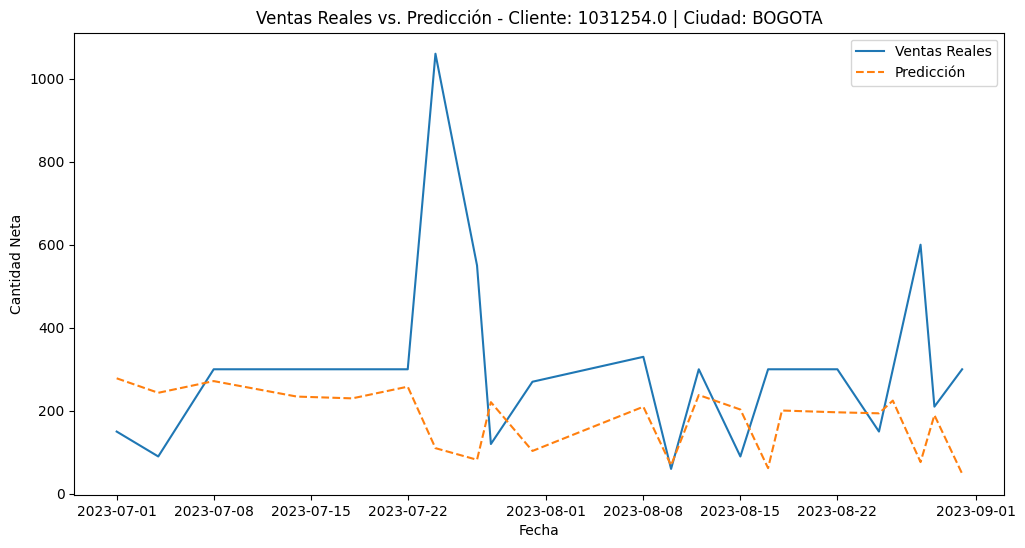 Ventas Reales vs. Predicción - Cliente: 1031254.0 | Ciudad: BOGOTA
Ventas Reales
Predicción
Cantidad Neta
1000
800
600
400
200
0
2023-07-01 2023-07-08 2023-07-15 2023-07-22 2023-08-01 2023-08-08 2023-08-15 2023-08-22 2023-09-01
Fecha